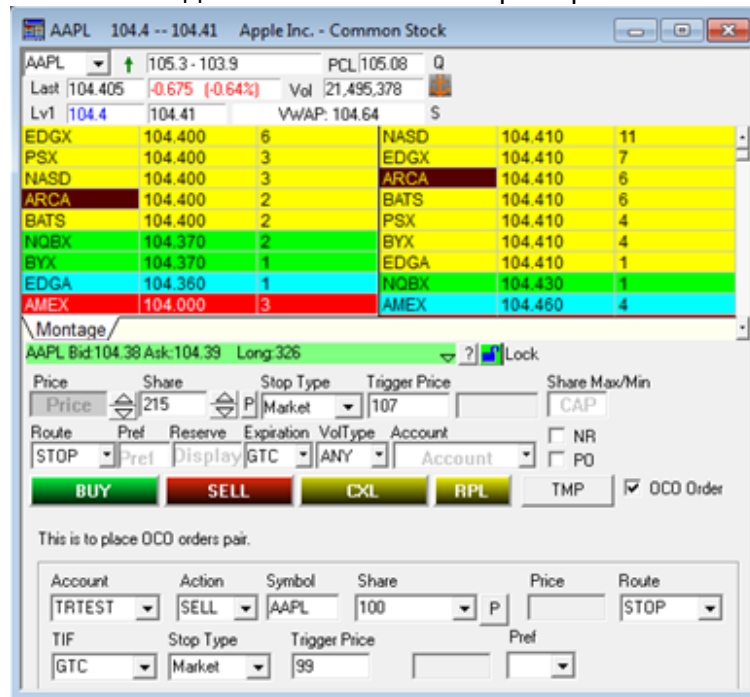 AAPL 104.4 -- 104.41 Apple Inc. - Common Stock
AAPL 105.3 - 103.9 PCL 105.08 Q
Last 104.405 -0.675 (-0.64%) Vol 21,495,378
Lv1 104.4 104.41 VWAP: 104.64 S
EDGX 104.400 6 NASD 104.410 11
PSX 104.400 3 EDGX 104.410 7
NASD 104.400 3 ARCA 104.410 6
ARCA 104.400 2 BATS 104.410 6
BATS 104.400 2 PSX 104.410 4
NQBX 104.370 2 BYX 104.410 4
BYX 104.370 1 EDGA 104.410 1
EDGA 104.360 1 NQBX 104.430 1
AMEX 104.000 3 AMEX 104.460 4
Montage
AAPL Bid:104.38 Ask:104.39 Long:326 ? Lock
Price Share Stop Type Trigger Price Share Max/Min
Price 215 P Market 107 CAP
Route Pref Reserve Expiration VolType Account NR
STOP Pref Display GTC ANY Account PO
BUY SELL CXL RPL TMP OCO Order
This is to place OCO orders pair.
Account Action Symbol Share Price Route
TRTEST SELL AAPL 100 P STOP
TIF Stop Type Trigger Price Pref
GTC Market 99